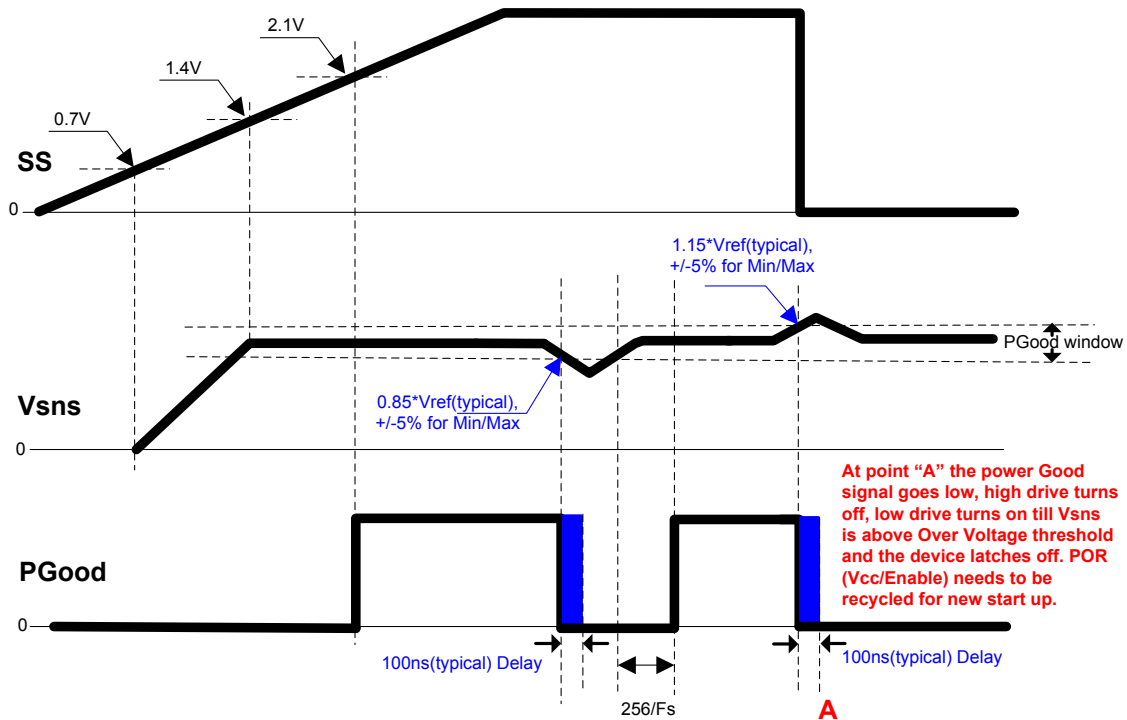 2.1V
1.4V
0.7V
SS
0
1.15*Vref(typical),
+/-5% for Min/Max
PGood window
0.85*Vref(typical),
+/-5% for Min/Max
Vsns
0
At point “A” the power Good
signal goes low, high drive turns
off, low drive turns on till Vsns
is above Over Voltage threshold
and the device latches off. POR
(Vcc/Enable) needs to be
recycled for new start up.
PGood
0
100ns(typical) Delay
100ns(typical) Delay
256/Fs
A